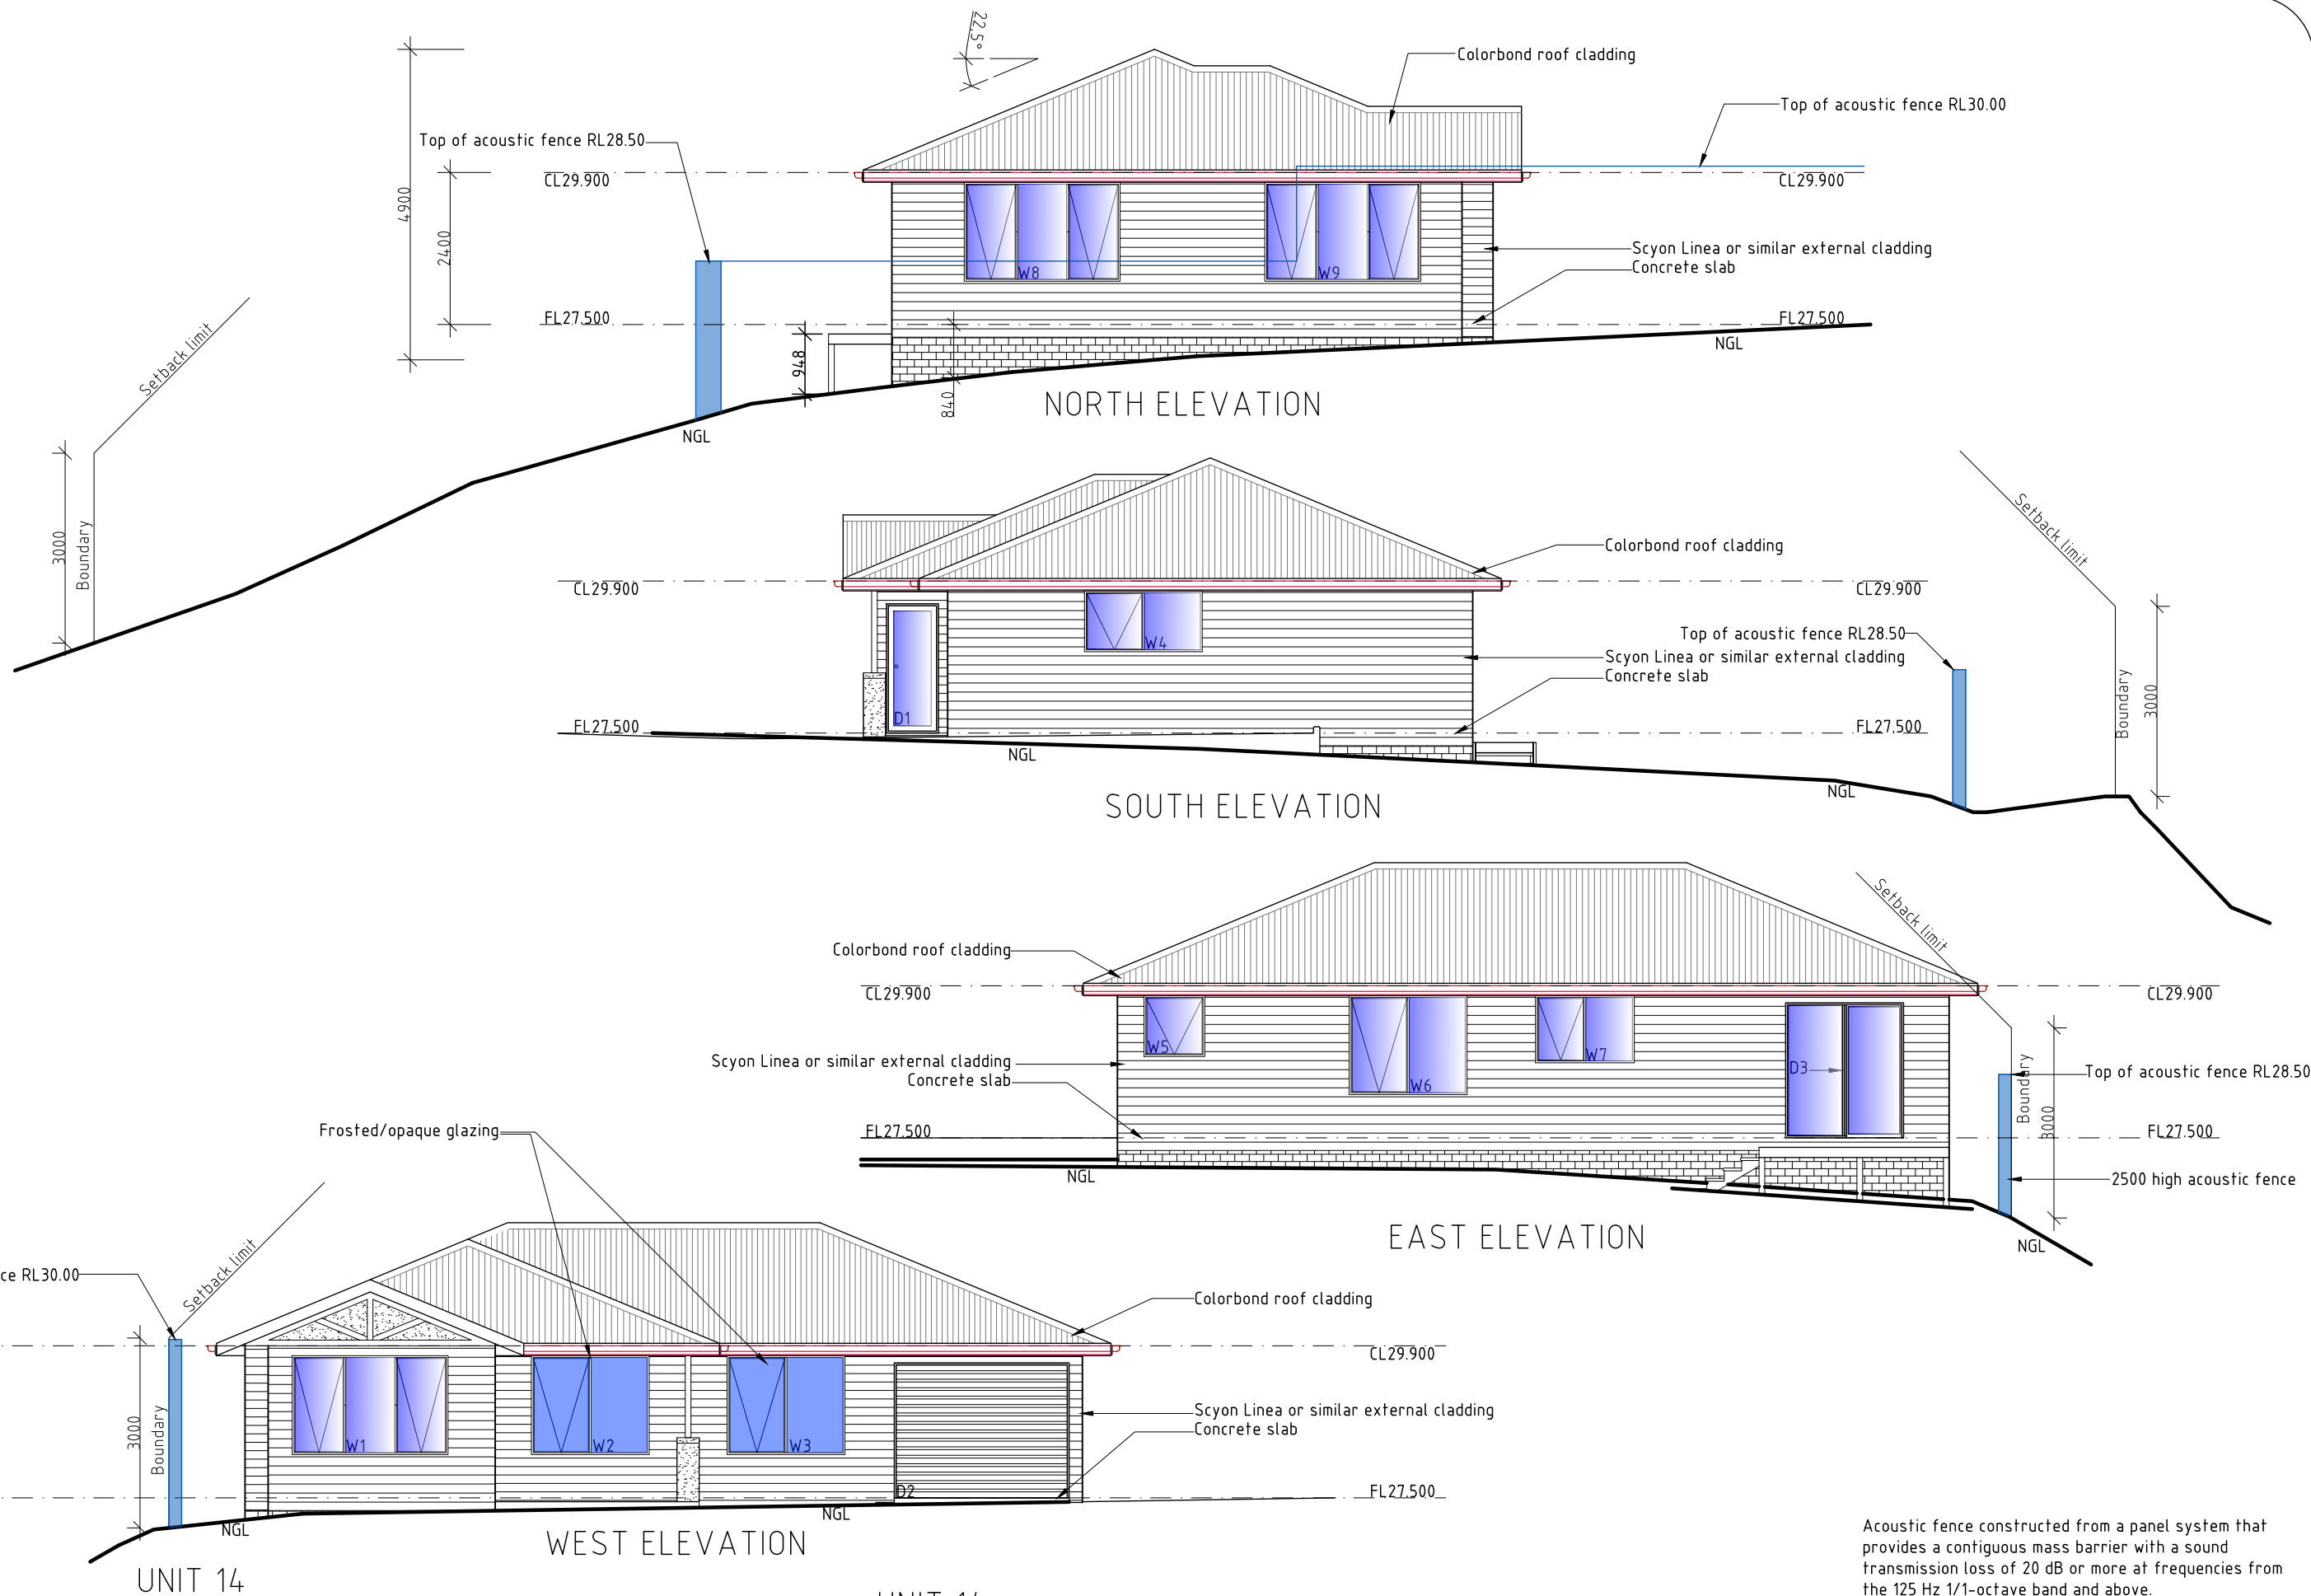 22.5°
Colorbond roof cladding
Top of acoustic fence RL30.00
Top of acoustic fence RL28.50
CL29.900
CL29.900
4900
2400
W8
W9
Scyon Linea or similar external cladding
Concrete slab
FL27.500
FL27.500
NGL
948
840
NORTH ELEVATION
Setback limit
NGL
3000
Boundary
Setback limit
Colorbond roof cladding
CL29.900
CL29.900
Top of acoustic fence RL28.50
W4
Scyon Linea or similar external cladding
Concrete slab
D1
FL27.500
FL27.500
Boundary
3000
NGL
NGL
SOUTH ELEVATION
Setback limit
Colorbond roof cladding
CL29.900
CL29.900
W5
W6
W7
D3
Scyon Linea or similar external cladding
Concrete slab
Boundary
3000
Top of acoustic fence RL28.50
FL27.500
FL27.500
NGL
2500 high acoustic fence
EAST ELEVATION
NGL
Frosted/opaque glazing
Setback limit
ce RL30.00
Colorbond roof cladding
CL29.900
3000
Boundary
W1
W2
W3
Scyon Linea or similar external cladding
Concrete slab
D2
FL27.500
NGL
NGL
WEST ELEVATION
UNIT 14
Acoustic fence constructed from a panel system that
provides a contiguous mass barrier with a sound
transmission loss of 20 dB or more at frequencies from
the 125 Hz 1/1-octave band and above.